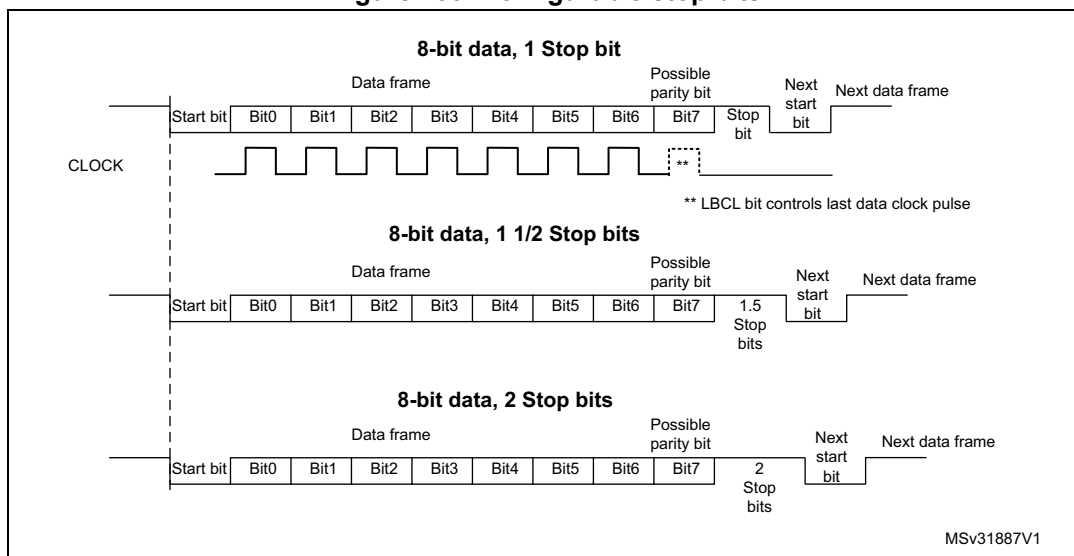 8-bit data, 1 Stop bit
Data frame
Possible
parity bit
Next
start
bit
Next data frame
Start bit Bit0 Bit1 Bit2 Bit3 Bit4 Bit5 Bit6 Bit7 Stop
bit
CLOCK
**
** LBCL bit controls last data clock pulse
8-bit data, 1 1/2 Stop bits
Data frame
Possible
parity bit
Next
start
bit
Next data frame
Start bit Bit0 Bit1 Bit2 Bit3 Bit4 Bit5 Bit6 Bit7 1.5
Stop
bits
8-bit data, 2 Stop bits
Data frame
Possible
parity bit
Next
start
bit
Next data frame
Start bit Bit0 Bit1 Bit2 Bit3 Bit4 Bit5 Bit6 Bit7 2
Stop
bits
MSv31887V1